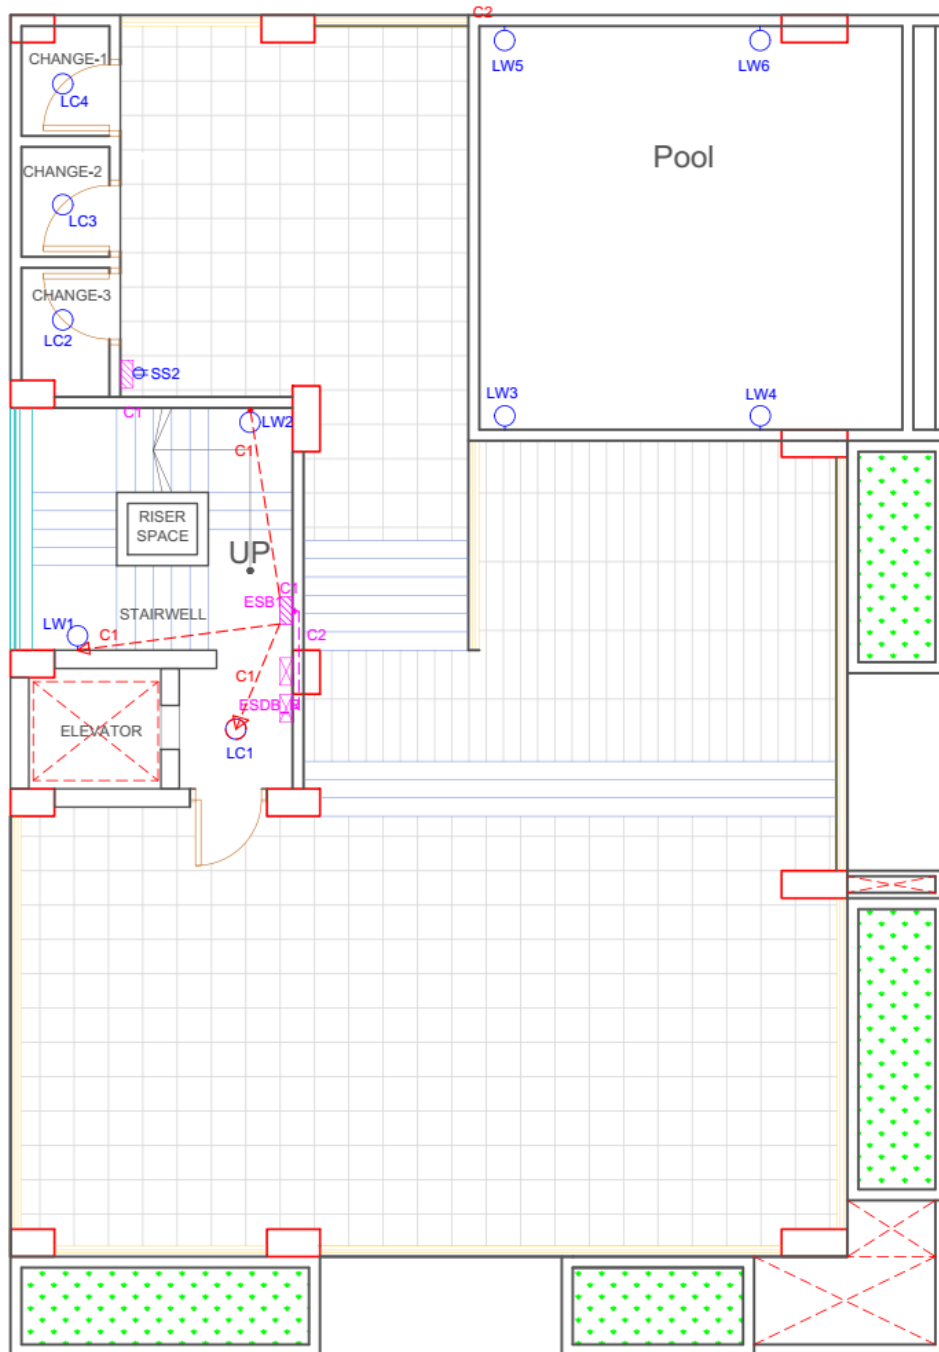 C2
CHANGE-1
LC4
LW5
LW6
Pool
CHANGE-2
LC3
CHANGE-3
LC2
SS2
C1
LW3
LW4
LW2
C1
RISER
SPACE
UP
C1
ESB1
STAIRWELL
LW1
C1
C2
C1
ESDB
ELEVATOR
LC1